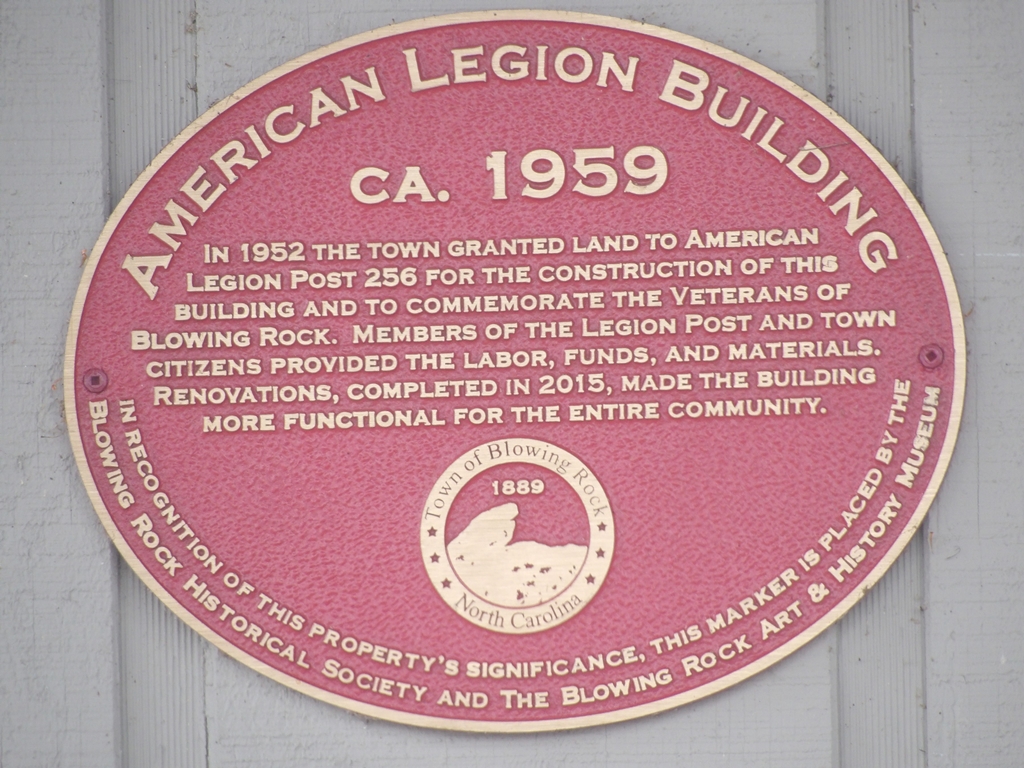 AMERICAN LEGION BUILDING
CA. 1959
IN 1952 THE TOWN GRANTED LAND TO AMERICAN
LEGION POST 256 FOR THE CONSTRUCTION OF THIS
BUILDING AND TO COMMEMORATE THE VETERANS OF
BLOWING ROCK. MEMBERS OF THE LEGION POST AND TOWN
CITIZENS PROVIDED THE LABOR, FUNDS, AND MATERIALS.
RENOVATIONS, COMPLETED IN 2015, MADE THE BUILDING
MORE FUNCTIONAL FOR THE ENTIRE COMMUNITY.
Town of Blowing Rock
1889
North Carolina
IN RECOGNITION OF THIS PROPERTY'S SIGNIFICANCE, THIS MARKER IS PLACED BY THE
BLOWING ROCK HISTORICAL SOCIETY AND THE BLOWING ROCK ART & HISTORY MUSEUM